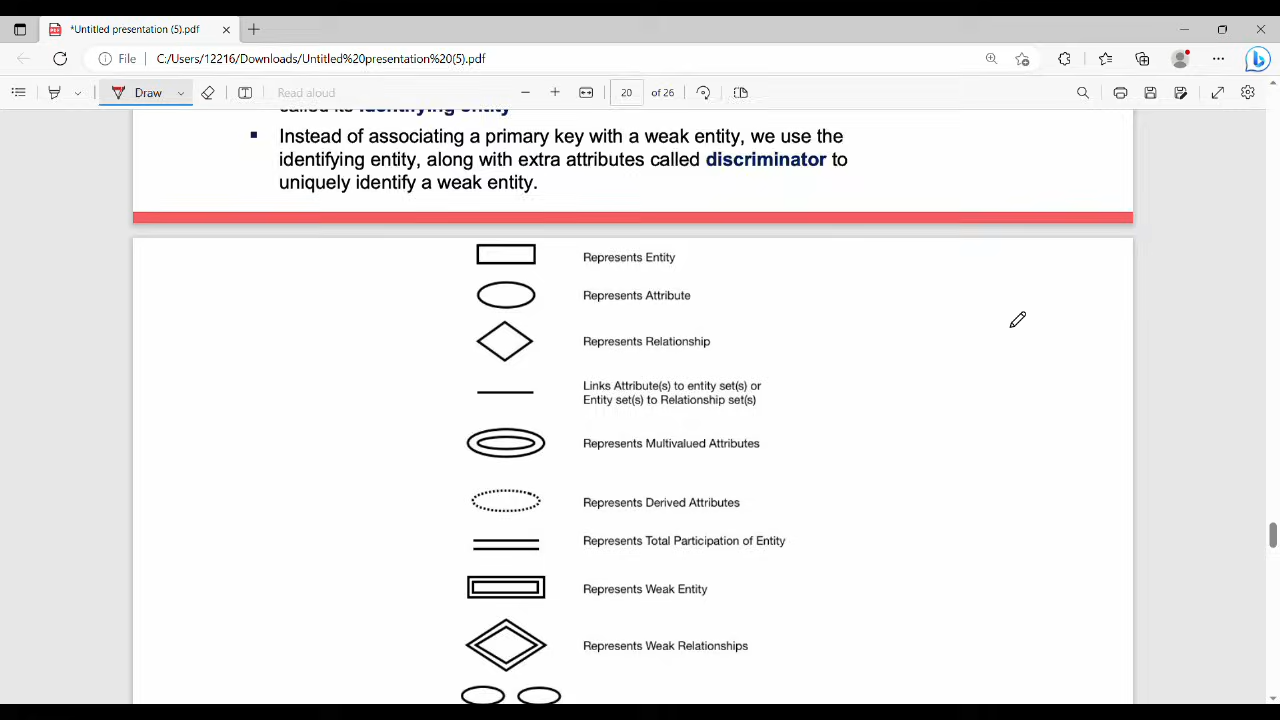 *Untitled presentation (5).pdf
File
C:/Users/12216/Downloads/Untitled%20presentation%20(5).pdf
Draw
Read aloud
20
of 26
called its identifying entity
Instead of associating a primary key with a weak entity, we use the
identifying entity, along with extra attributes called discriminator to
uniquely identify a weak entity.
Represents Entity
Represents Attribute
Represents Relationship
Links Attribute(s) to entity set(s) or
Entity set(s) to Relationship set(s)
Represents Multivalued Attributes
Represents Derived Attributes
Represents Total Participation of Entity
Represents Weak Entity
Represents Weak Relationships